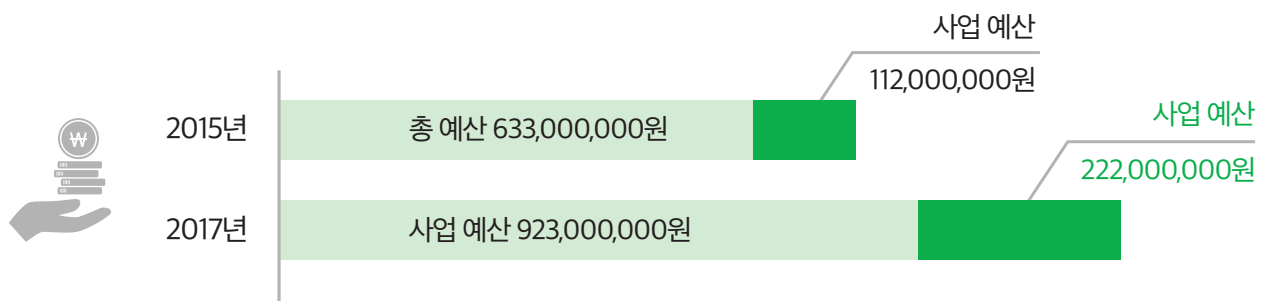 사업 예산
112,000,000원
2015년
총 예산 633,000,000원
사업 예산
222,000,000원
2017년
사업 예산 923,000,000원
₩